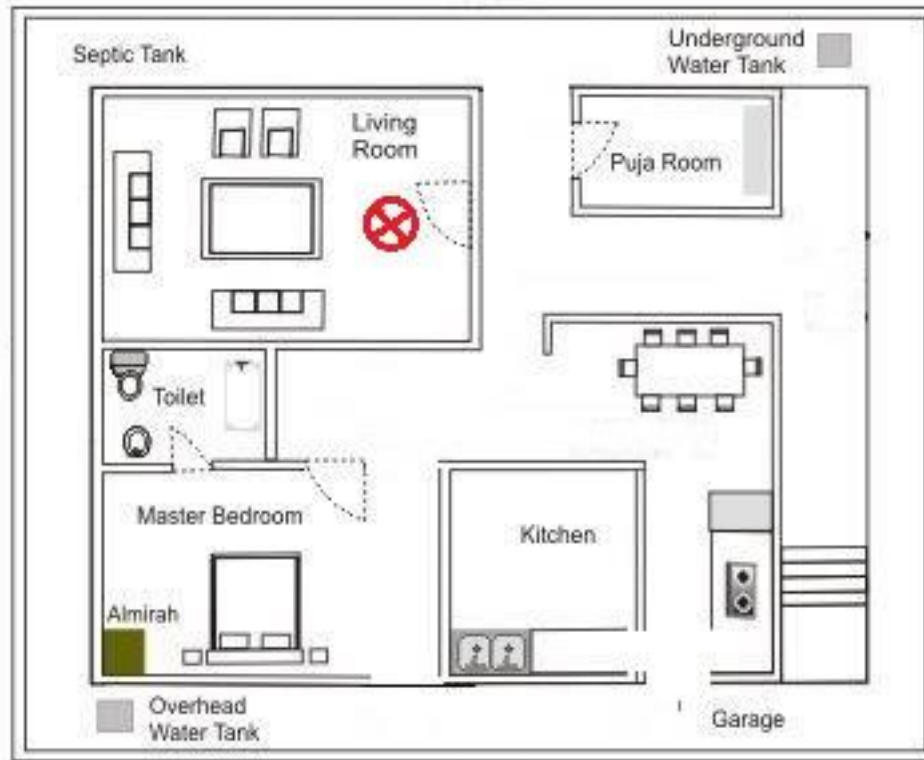 Septic Tank
Underground
Water Tank
Living
Room
Puja Room
Toilet
Master Bedroom
Kitchen
Almirah
Overhead
Water Tank
Garage